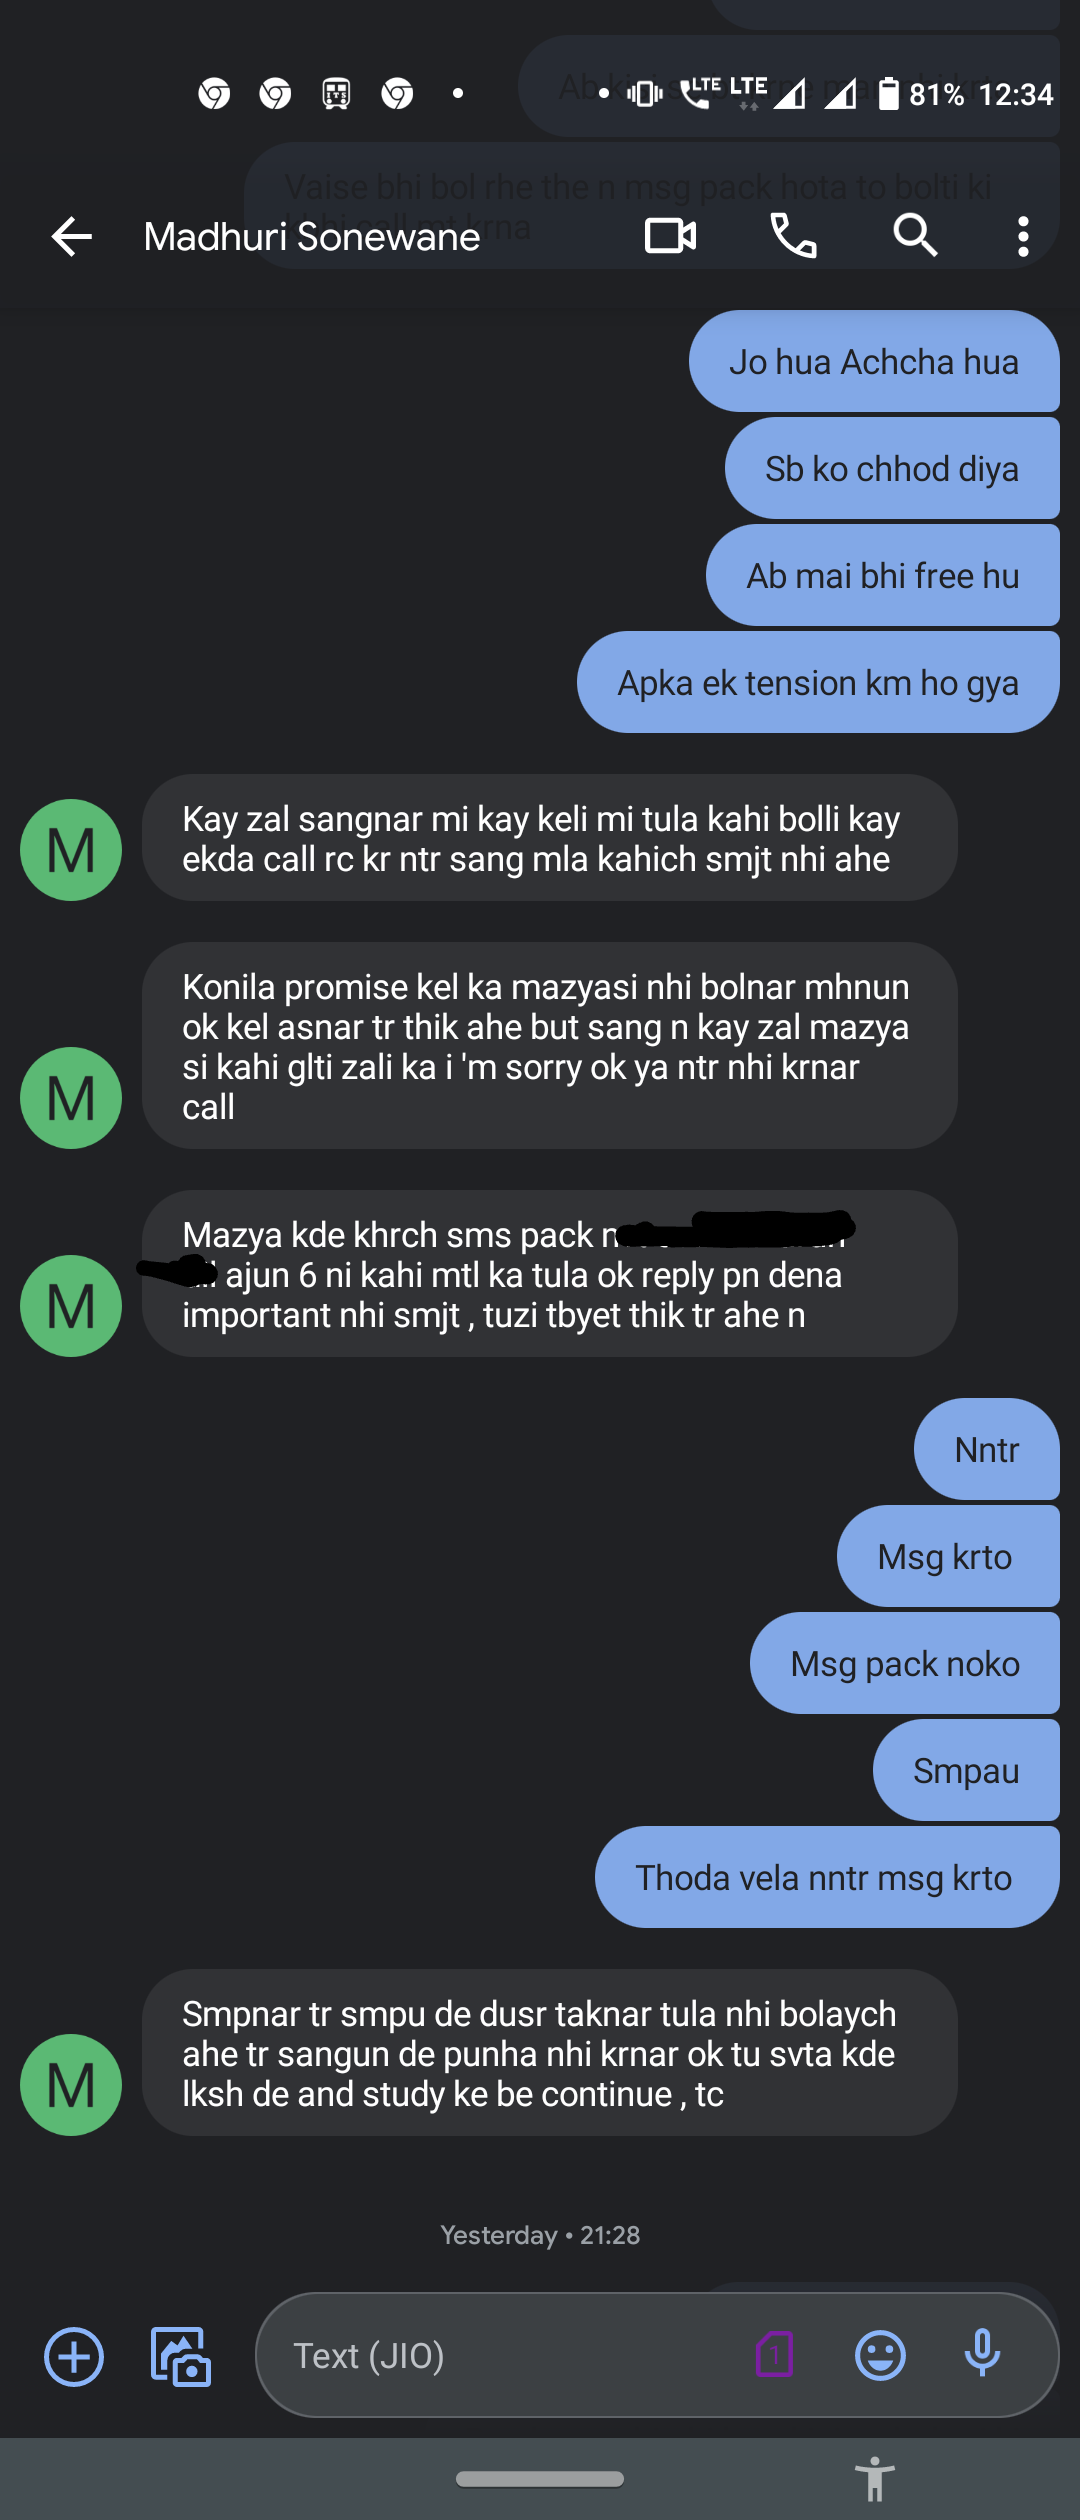 81% 12:34
LTE LTE
Vaise bhi bol rhe the n msg pack hota to bolti ki
call mt krna
Madhuri Sonewane
Jo hua Achcha hua
Sb ko chhod diya
Ab mai bhi free hu
Apka ek tension km ho gya
Kay zal sangnar mi kay keli mi tula kahi bolli kay
ekda call rc kr ntr sang mla kahich smjt nhi ahe
M
Konila promise kel ka mazyasi nhi bolnar mhnun
ok kel asnar tr thik ahe but sang n kay zal mazya
si kahi glti zali ka i 'm sorry ok ya ntr nhi krnar
call
M
Mazya kde khrch sms pack
ajun 6 ni kahi mtl ka tula ok reply pn dena
important nhi smjt , tuzi tbyet thik tr ahe n
M
Nntr
Msg krto
Msg pack noko
Smpau
Thoda vela nntr msg krto
Smpnar tr smpu de dusr taknar tula nhi bolaych
ahe tr sangun de punha nhi krnar ok tu svta kde
lksh de and study ke be continue , tc
M
Yesterday • 21:28
Text (JIO)
1